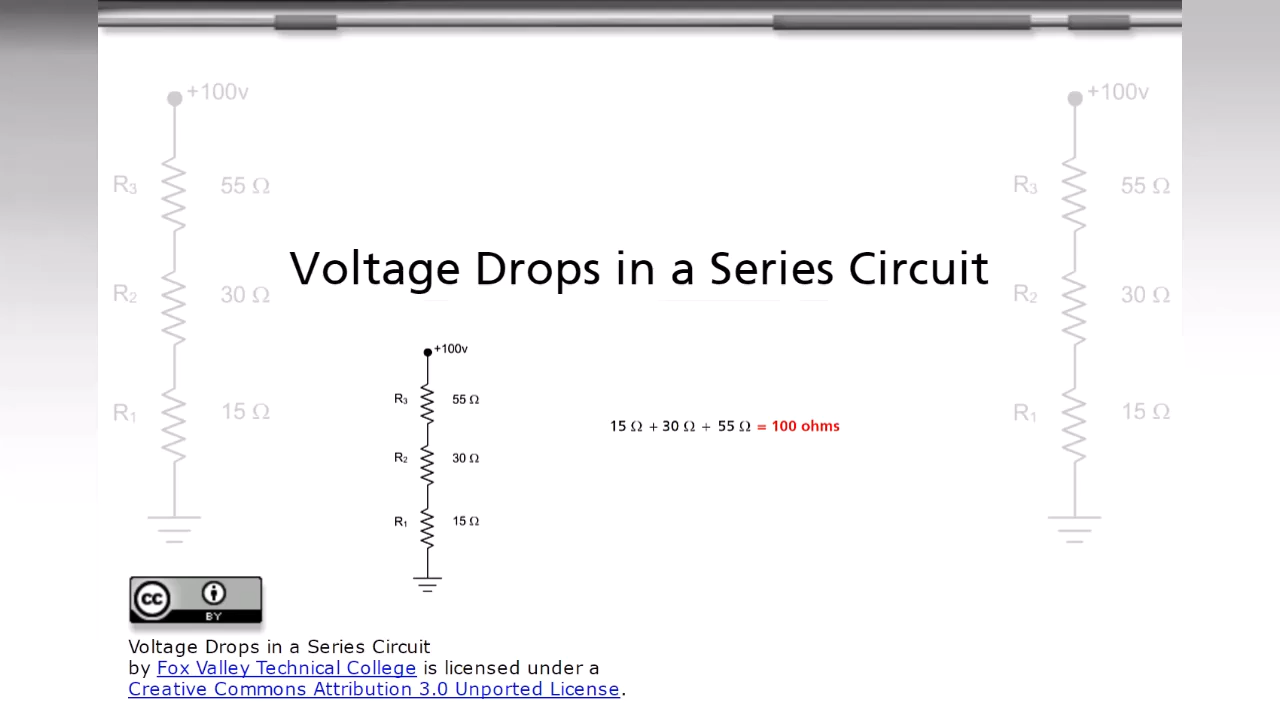 +100v
R3 55 Ω
R2 30 Ω
R1 15 Ω
+100v
R3 55 Ω
R2 30 Ω
R1 15 Ω
Voltage Drops in a Series Circuit
+100v
R3 55 Ω
R2 30 Ω
R1 15 Ω
15 Ω + 30 Ω + 55 Ω = 100 ohms
cc
BY
Voltage Drops in a Series Circuit
by Fox Valley Technical College is licensed under a
Creative Commons Attribution 3.0 Unported License.